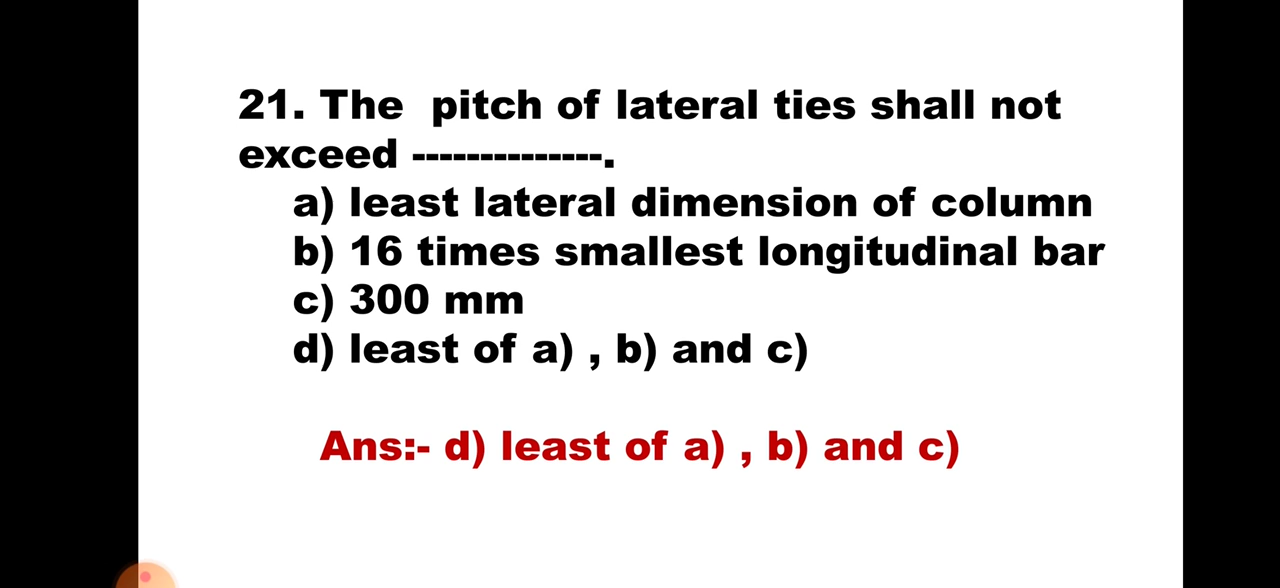 21. The pitch of lateral ties shall not
exceed --------------.
a) least lateral dimension of column
b) 16 times smallest longitudinal bar
c) 300 mm
d) least of a) , b) and c)
Ans:- d) least of a) , b) and c)